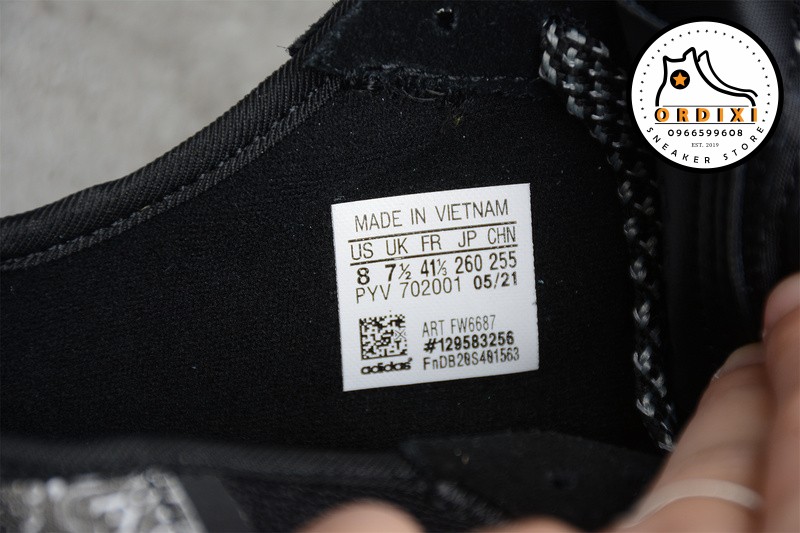 MADE IN VIETNAM
US UK FR JP CHN
8 7½ 41⅓ 260 255
PYV 702001 05/21
ART FW6687
#129583256
FnDB20S401563
adidas
ORDIXI
0966599608
EST. 2019
SNEAKER STORE